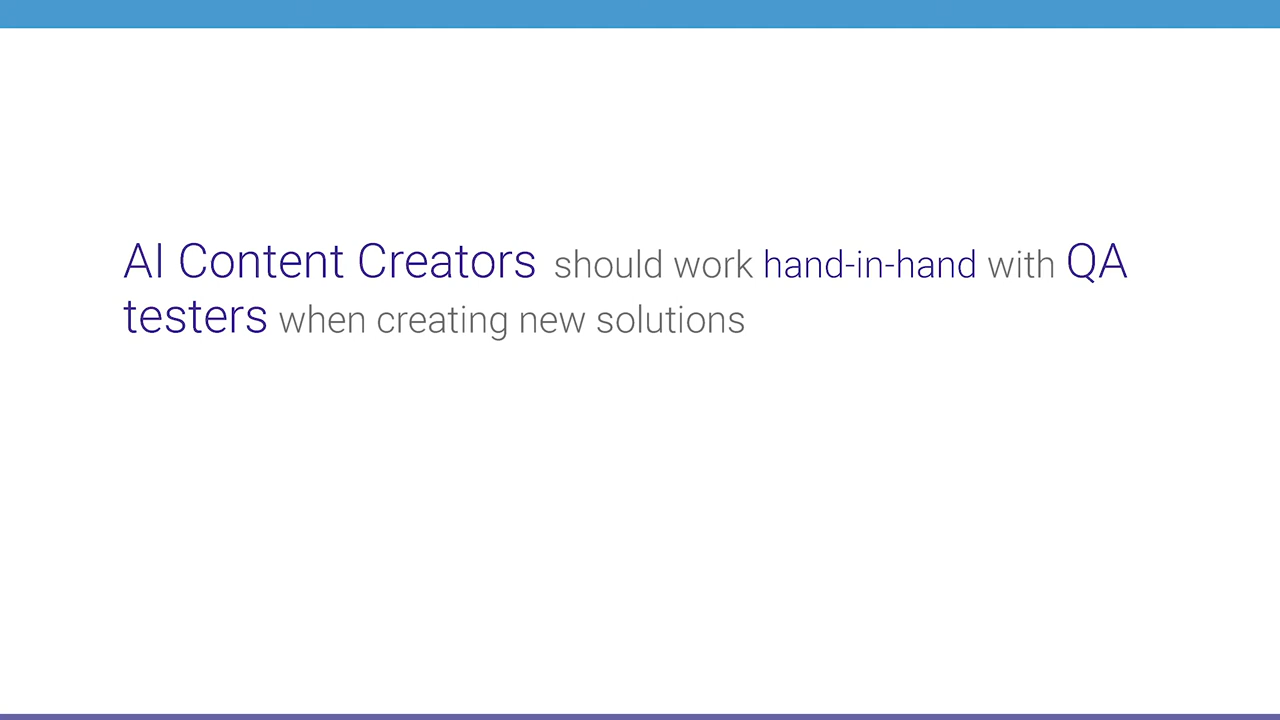 AI Content Creators should work hand-in-hand with QA
testers when creating new solutions